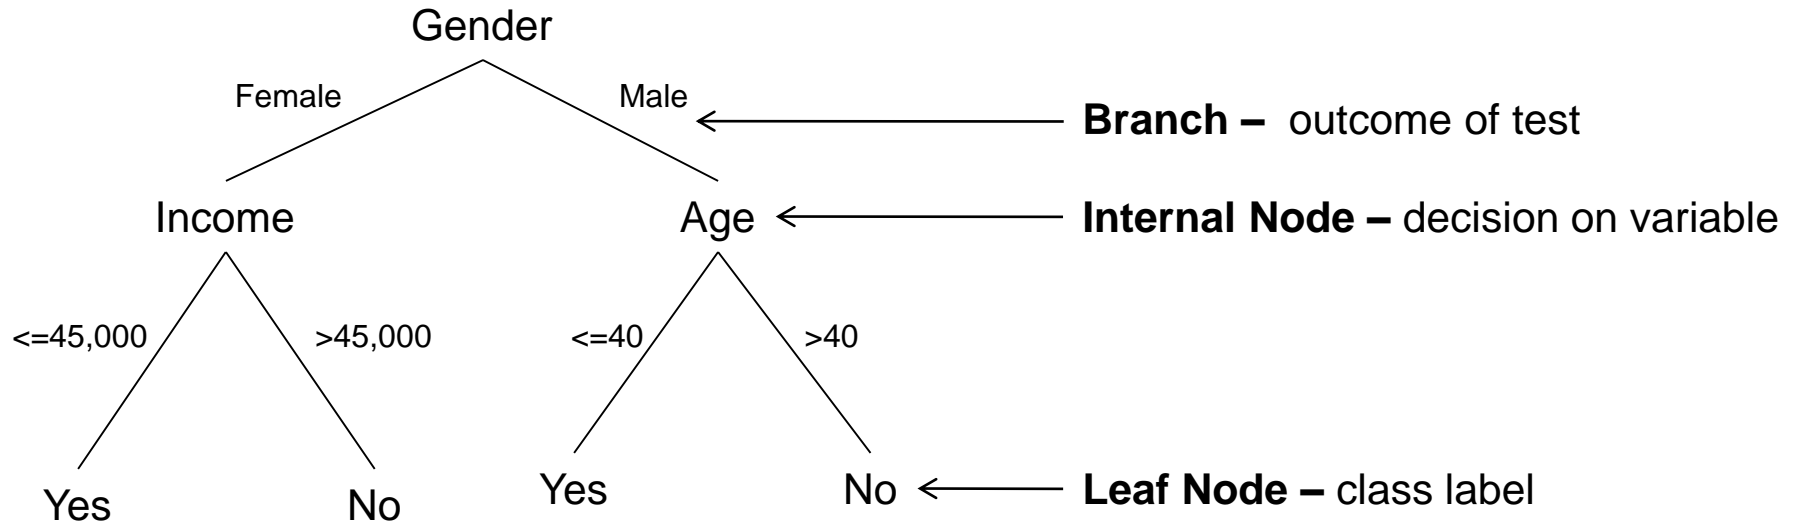 Gender
Female
Male
Branch – outcome of test
Income
Age
Internal Node – decision on variable
<=45,000
>45,000
<=40
>40
Yes
No
Yes
No
Leaf Node – class label